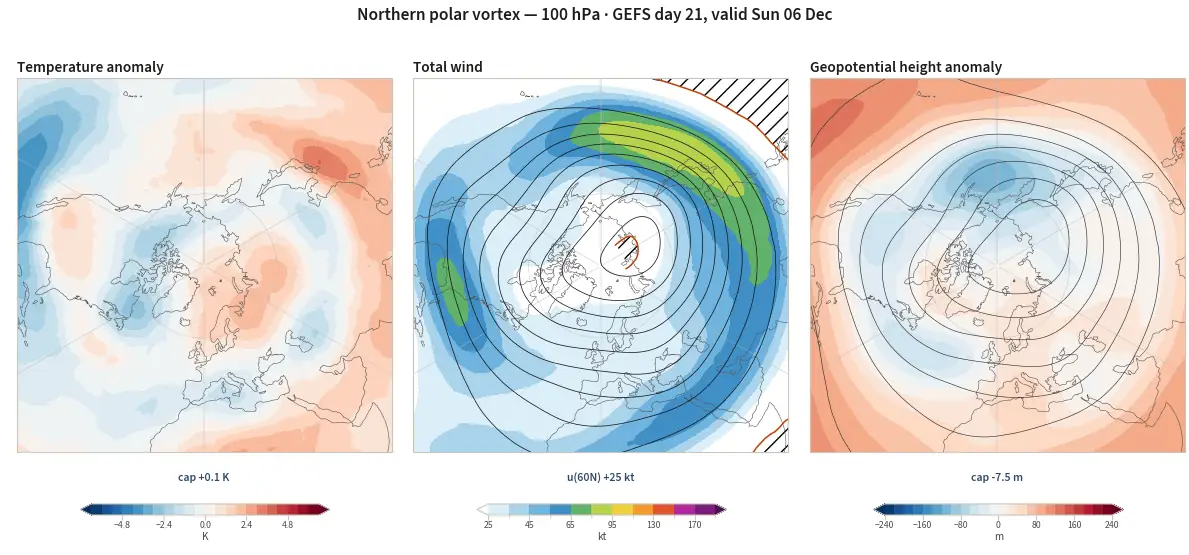 Northern polar vortex — 100 hPa · GEFS day 21, valid Sun 06 Dec
Temperature anomaly
Total wind
Geopotential height anomaly
cap +0.1 K
u(60N) +25 kt
cap -7.5 m
−4.8 −2.4 0.0 2.4 4.8
K
25 45 65 95 130 170
kt
−240 −160 −80 0 80 160 240
m